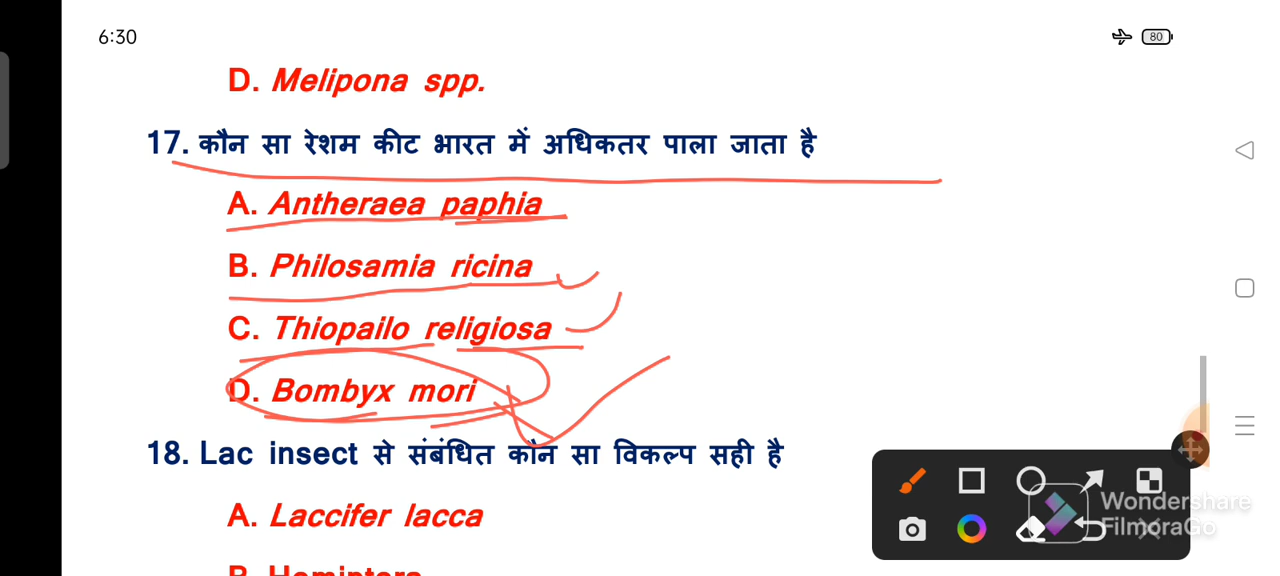 6:30
80
D. Melipona spp.
17. कौन सा रेशम कीट भारत में अधिकतर पाला जाता है
A. Antheraea paphia
B. Philosamia ricina
C. Thiopailo religiosa
D. Bombyx mori
18. Lac insect से संबंधित कौन सा विकल्प सही है
A. Laccifer lacca
B. Hemiptera
Wondershare
FilmoraGo